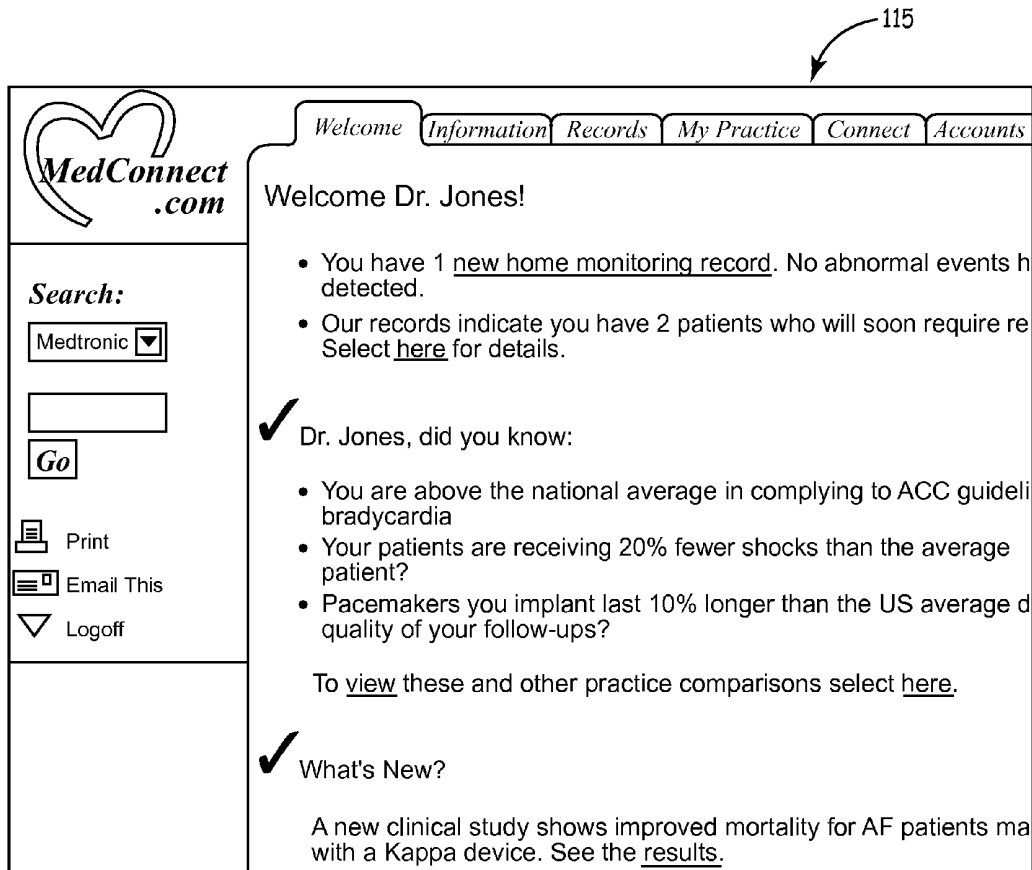 115
MedConnect
.com
Welcome Information Records My Practice Connect Accounts
Search:
Medtronic
Go
Print
Email This
Logoff
Welcome Dr. Jones!
• You have 1 new home monitoring record. No abnormal events
detected.
• Our records indicate you have 2 patients who will soon require
Select here for details.
✓ Dr. Jones, did you know:
• You are above the national average in complying to ACC
bradycardia
• Your patients are receiving 20% fewer shocks than the average
patient?
• Pacemakers you implant last 10% longer than the US average
quality of your follow-ups?
To view these and other practice comparisons select here.
✓ What's New?
A new clinical study shows improved mortality for AF patients
with a Kappa device. See the results.